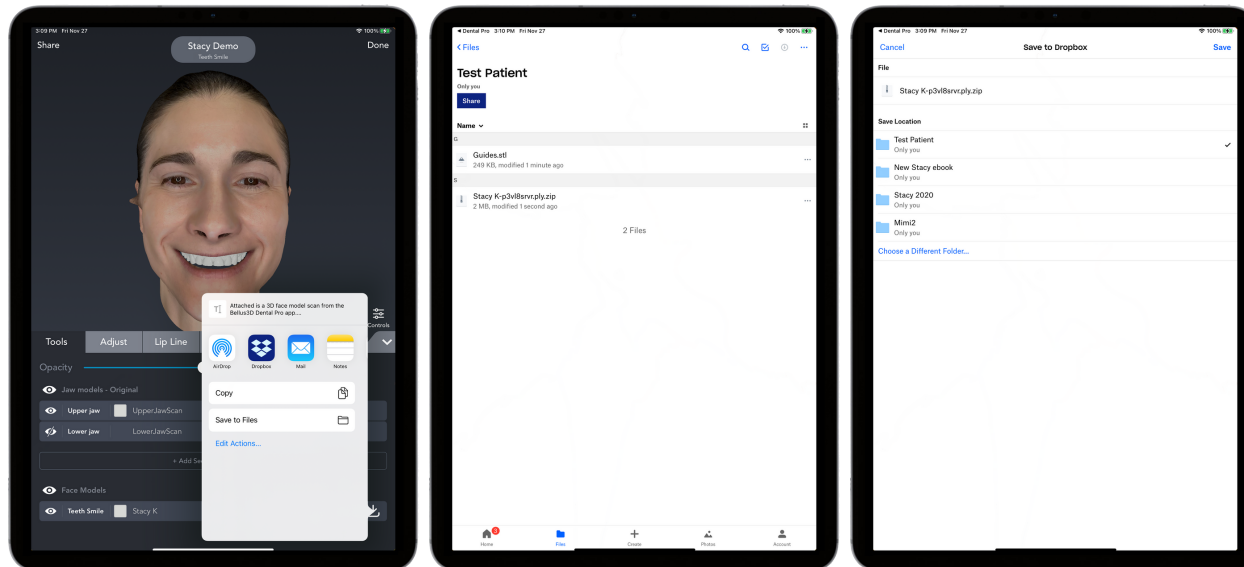 3:09 PM Fri Nov 27
100%
Share
Stacy Demo
Teeth Smile
Done
Attached is a 3D face model scan from the
Bellus3D Dental Pro app....
AirDrop
Dropbox
Mail
Notes
Controls
Tools
Adjust
Lip Line
Opacity
Copy
Jaw models - Original
Upper jaw
UpperJawScan
Save to Files
Lower jaw
LowerJawScan
Edit Actions...
+ Add
Face Models
Teeth Smile
Stacy K
Dental Pro 3:10 PM Fri Nov 27
100%
Files
Test Patient
Only you
Share
Name
G
Guides.stl
249 KB, modified 1 minute ago
S
Stacy K-p3vl8srvr.ply.zip
2 MB, modified 1 second ago
2 Files
3
Home
Files
Create
Photos
Account
Dental Pro 3:09 PM Fri Nov 27
100%
Cancel
Save to Dropbox
Save
File
Stacy K-p3vl8srvr.ply.zip
Save Location
Test Patient
Only you
New Stacy ebook
Only you
Stacy 2020
Only you
Mimi2
Only you
Choose a Different Folder...